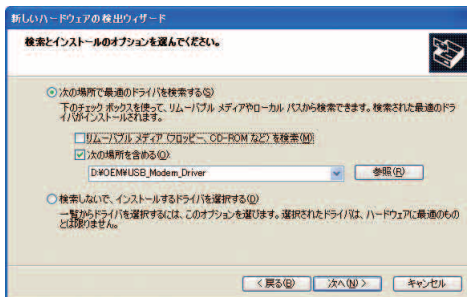 新しいハードウェアの検出ウィザード
検索とインストールのオプションを選んでください。
次の場所で最適のドライバを検索する(S)
下のチェック ボックスを使って、リムーバブル メディアやローカル パスから検索できます。検索された最適のドラ
イバがインストールされます。
リムーバブル メディア (フロッピー、CD-ROM など) を検索(M)
次の場所を含める(O):
D:¥OEM¥USB_Modem_Driver
参照(R)
検索しないで、インストールするドライバを選択する(D)
一覧からドライバを選択するには、このオプションを選びます。選択されたドライバは、ハードウェアに最適のもの
とは限りません。
< 戻る(B)
次へ(N) >
キャンセル